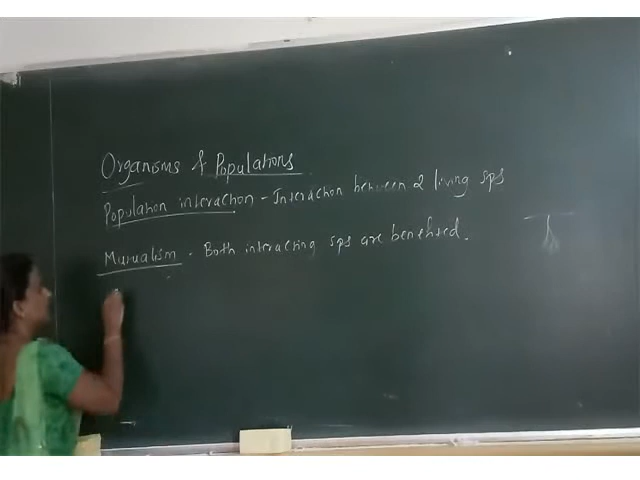 Organisms & Populations
Population interaction - Interaction between 2 living sps
Mutualism - Both interacting sps are benefited.